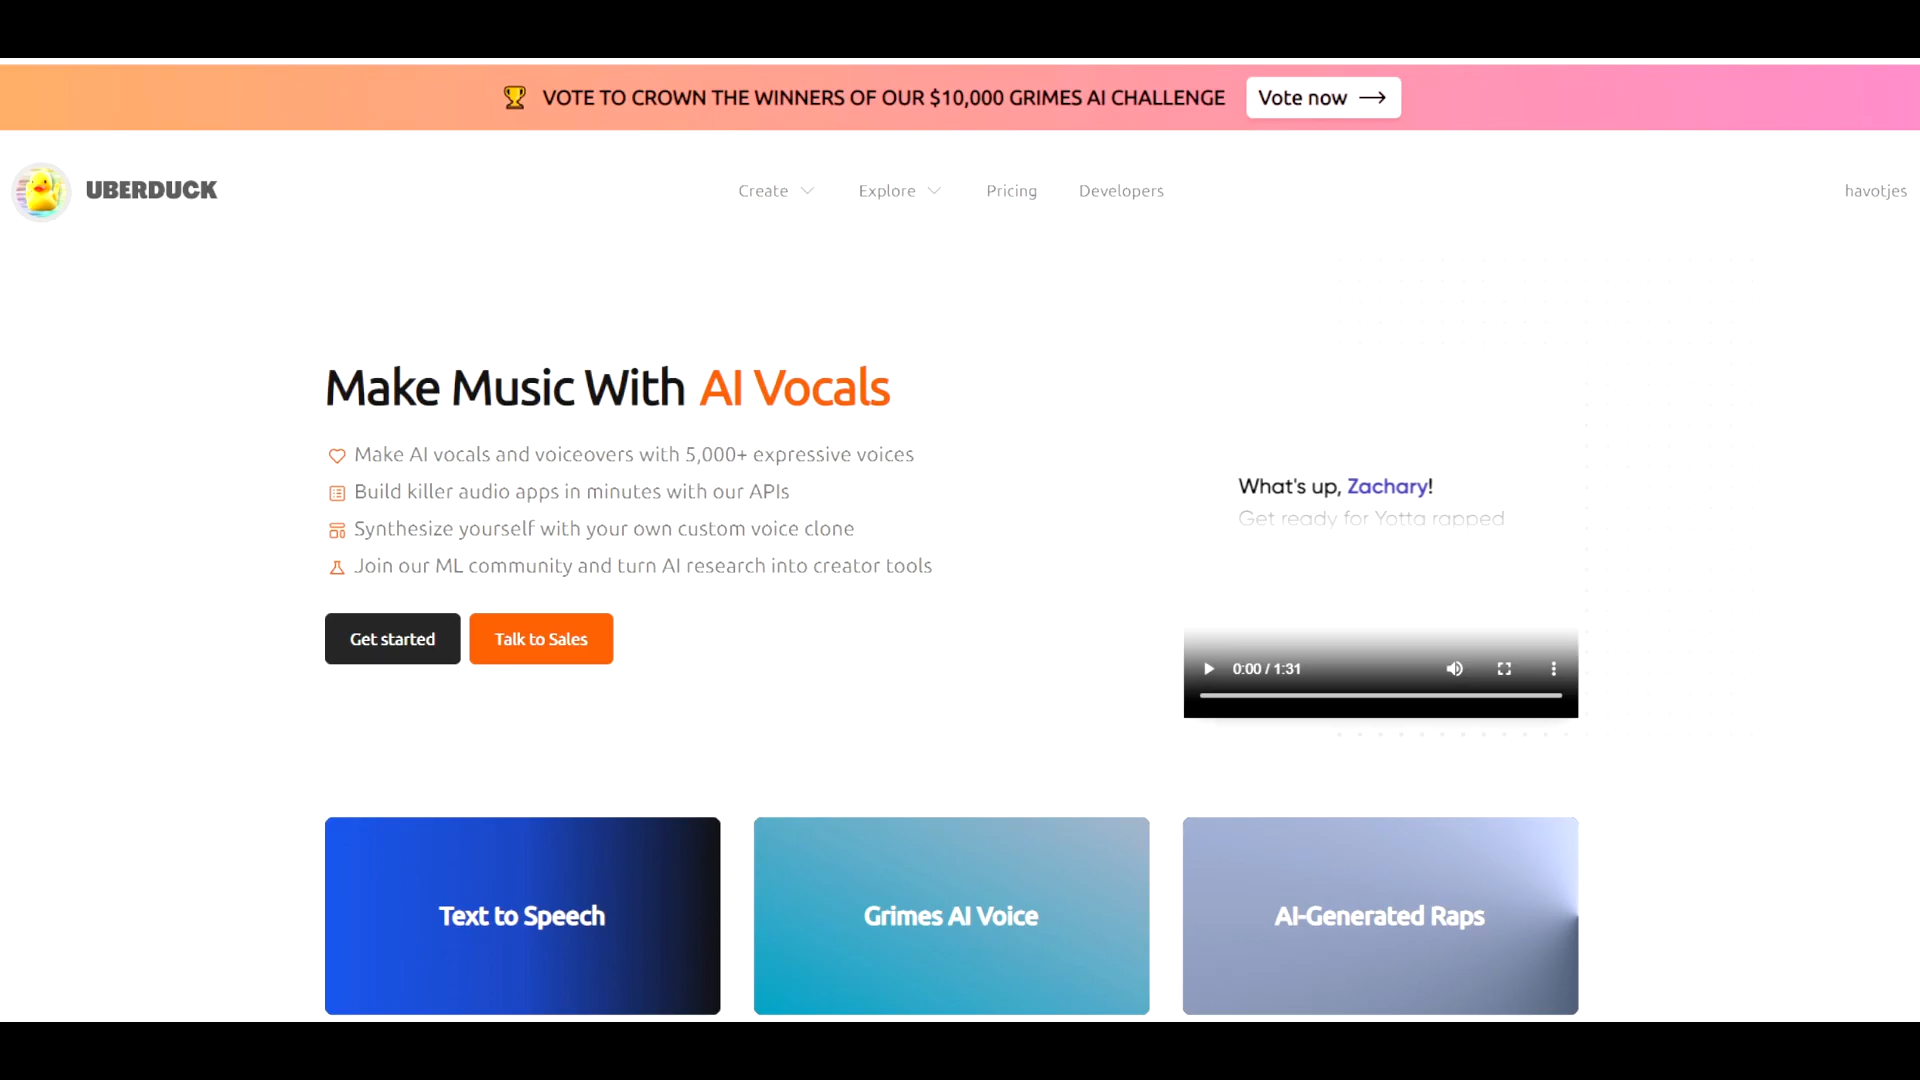 VOTE TO CROWN THE WINNERS OF OUR $10,000 GRIMES AI CHALLENGE Vote now
UBERDUCK
Create Explore Pricing Developers havotjes
Make Music With AI Vocals
Make AI vocals and voiceovers with 5,000+ expressive voices
Build killer audio apps in minutes with our APIs
Synthesize yourself with your own custom voice clone
Join our ML community and turn AI research into creator tools
Get started Talk to Sales
What's up, Zachary!
Get ready for Yotta rapped
0:00 / 1:31
Text to Speech Grimes AI Voice AI-Generated Raps